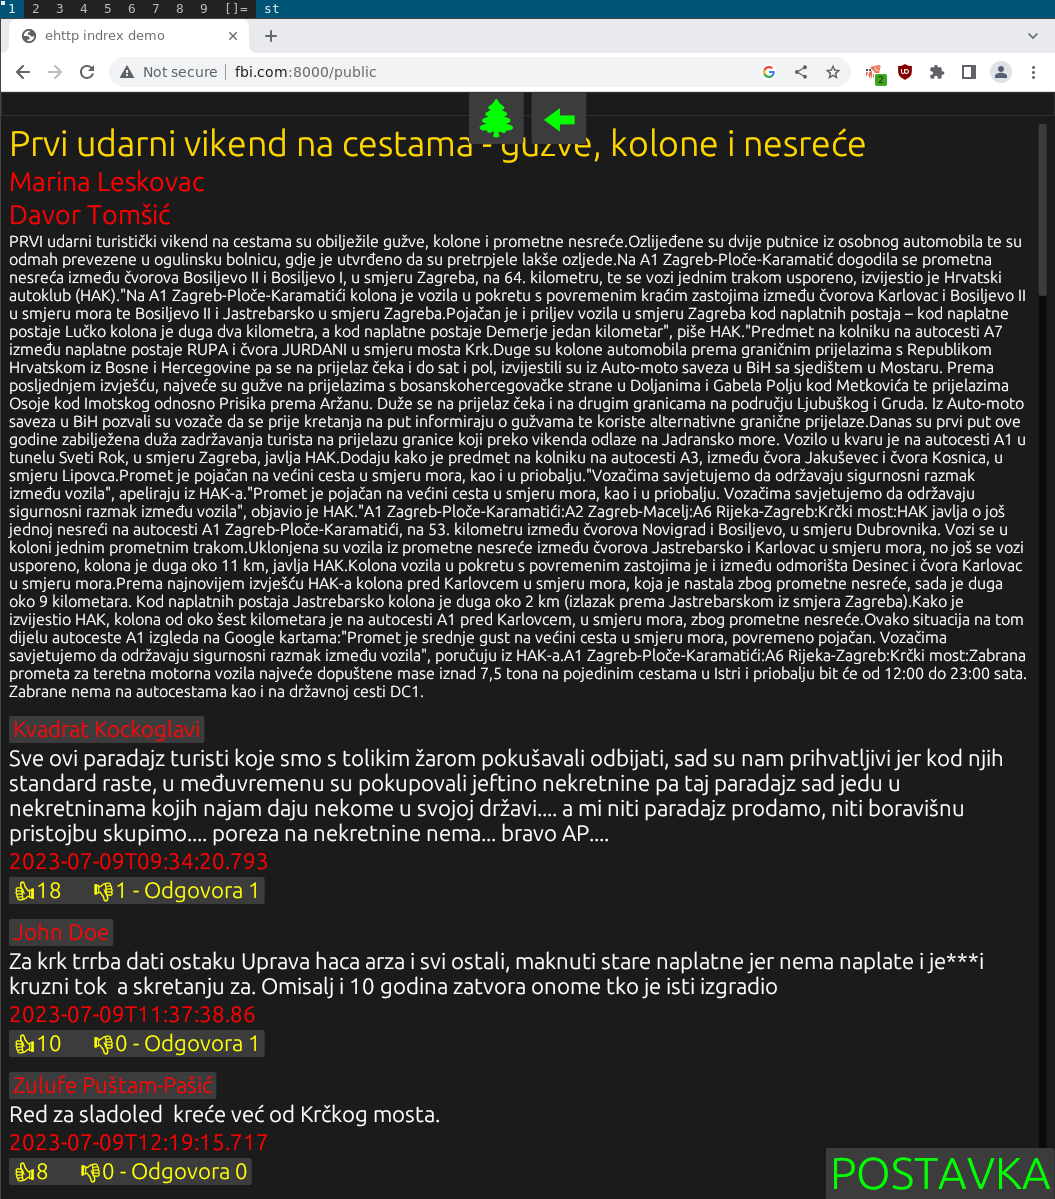 1 2 3 4 5 6 7 8 9 []= st
ehttp indrex demo
Not secure fbi.com:8000/public
2
Prvi udarni vikend na cestama - gužve, kolone i nesreće
Marina Leskovac
Davor Tomšić
PRVI udarni turistički vikend na cestama su obilježile gužve, kolone i prometne nesreće.Ozlijeđene su dvije putnice iz osobnog automobila te su
odmah prevezene u ogulinsku bolnicu, gdje je utvrđeno da su pretrpjele lakše ozljede.Na A1 Zagreb-Ploče-Karamatić dogodila se prometna
nesreća između čvorova Bosiljevo II i Bosiljevo I, u smjeru Zagreba, na 64. kilometru, te se vozi jednim trakom usporeno, izvijestio je Hrvatski
autoklub (HAK)."Na A1 Zagreb-Ploče-Karamatići kolona je vozila u pokretu s povremenim kraćim zastojima između čvorova Karlovac i Bosiljevo II
u smjeru mora te Bosiljevo II i Jastrebarsko u smjeru Zagreba.Pojačan je i priljev vozila u smjeru Zagreba kod naplatnih postaja – kod naplatne
postaje Lučko kolona je duga dva kilometra, a kod naplatne postaje Demerje jedan kilometar", piše HAK."Predmet na kolniku na autocesti A7
između naplatne postaje RUPA i čvora JURDANI u smjeru mosta Krk.Duge su kolone automobila prema graničnim prijelazima s Republikom
Hrvatskom iz Bosne i Hercegovine pa se na prijelaz čeka i do sat i pol, izvijestili su iz Auto-moto saveza u BiH sa sjedištem u Mostaru. Prema
posljednjem izvješću, najveće su gužve na prijelazima s bosanskohercegovačke strane u Doljanima i Gabela Polju kod Metkovića te prijelazima
Osoje kod Imotskog odnosno Prisika prema Aržanu. Duže se na prijelaz čeka i na drugim granicama na području Ljubuškog i Gruda. Iz Auto-moto
saveza u BiH pozvali su vozače da se prije kretanja na put informiraju o gužvama te koriste alternativne granične prijelaze.Danas su prvi put ove
godine zabilježena duža zadržavanja turista na prijelazu granice koji preko vikenda odlaze na Jadransko more. Vozilo u kvaru je na autocesti A1 u
tunelu Sveti Rok, u smjeru Zagreba, javlja HAK.Dodaju kako je predmet na kolniku na autocesti A3, između čvora Jakuševec i čvora Kosnica, u
smjeru Lipovca.Promet je pojačan na većini cesta u smjeru mora, kao i u priobalju."Vozačima savjetujemo da održavaju sigurnosni razmak
između vozila", apeliraju iz HAK-a."Promet je pojačan na većini cesta u smjeru mora, kao i u priobalju. Vozačima savjetujemo da održavaju
sigurnosni razmak između vozila", objavio je HAK."A1 Zagreb-Ploče-Karamatići:A2 Zagreb-Macelj:A6 Rijeka-Zagreb:Krčki most:HAK javlja o još
jednoj nesreći na autocesti A1 Zagreb-Ploče-Karamatići, na 53. kilometru između čvorova Novigrad i Bosiljevo, u smjeru Dubrovnika. Vozi se u
koloni jednim prometnim trakom.Uklonjena su vozila iz prometne nesreće između čvorova Jastrebarsko i Karlovac u smjeru mora, no još se vozi
usporeno, kolona je duga oko 11 km, javlja HAK.Kolona vozila u pokretu s povremenim zastojima je i između odmorišta Desinec i čvora Karlovac
u smjeru mora.Prema najnovijem izvješću HAK-a kolona pred Karlovcem u smjeru mora, koja je nastala zbog prometne nesreće, sada je duga
oko 9 kilometara. Kod naplatnih postaja Jastrebarsko kolona je duga oko 2 km (izlazak prema Jastrebarskom iz smjera Zagreba).Kako je
izvijestio HAK, kolona od oko šest kilometara je na autocesti A1 pred Karlovcem, u smjeru mora, zbog prometne nesreće.Ovako situacija na tom
dijelu autoceste A1 izgleda na Google kartama:"Promet je srednje gust na većini cesta u smjeru mora, povremeno pojačan. Vozačima
savjetujemo da održavaju sigurnosni razmak između vozila", poručuju iz HAK-a.A1 Zagreb-Ploče-Karamatići:A6 Rijeka-Zagreb:Krčki most:Zabrana
prometa za teretna motorna vozila najveće dopuštene mase iznad 7,5 tona na pojedinim cestama u Istri i priobalju bit će od 12:00 do 23:00 sata.
Zabrane nema na autocestama kao i na državnoj cesti DC1.
Kvadrat Kockoglavi
Sve ovi paradajz turisti koje smo s tolikim žarom pokušavali odbijati, sad su nam prihvatljivi jer kod njih
standard raste, u međuvremenu su pokupovali jeftino nekretnine pa taj paradajz sad jedu u
nekretninama kojih najam daju nekome u svojoj državi.... a mi niti paradajz prodamo, niti boravišnu
pristojbu skupimo.... poreza na nekretnine nema... bravo AP....
2023-07-09T09:34:20.793
👍18 👎1 - Odgovora 1
John Doe
Za krk trrba dati ostaku Uprava haca arza i svi ostali, maknuti stare naplatne jer nema naplate i je***i
kruzni tok  a skretanju za. Omisalj i 10 godina zatvora onome tko je isti izgradio
2023-07-09T11:37:38.86
👍10 👎0 - Odgovora 1
Zulufe Puštam-Pašić
Red za sladoled  kreće već od Krčkog mosta.
2023-07-09T12:19:15.717
👍8 👎0 - Odgovora 0
POSTAVKA